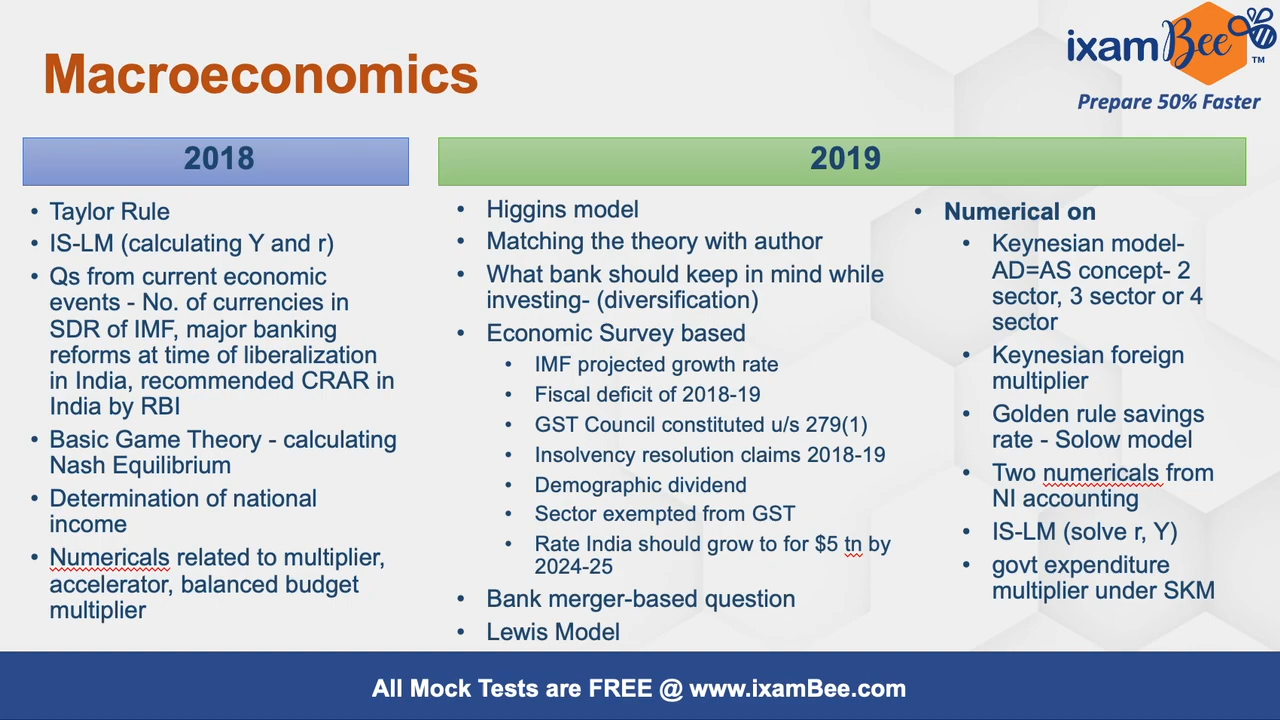 ixamBee™
Prepare 50% Faster
Macroeconomics
2018
• Taylor Rule
• IS-LM (calculating Y and r)
• Qs from current economic
events - No. of currencies in
SDR of IMF, major banking
reforms at time of liberalization
in India, recommended CRAR in
India by RBI
• Basic Game Theory - calculating
Nash Equilibrium
• Determination of national
income
• Numericals related to multiplier,
accelerator, balanced budget
multiplier
2019
• Higgins model
• Matching the theory with author
• What bank should keep in mind while
investing- (diversification)
• Economic Survey based
• IMF projected growth rate
• Fiscal deficit of 2018-19
• GST Council constituted u/s 279(1)
• Insolvency resolution claims 2018-19
• Demographic dividend
• Sector exempted from GST
• Rate India should grow to for $5 tn by
2024-25
• Bank merger-based question
• Lewis Model
• Numerical on
• Keynesian model-
AD=AS concept- 2
sector, 3 sector or 4
sector
• Keynesian foreign
multiplier
• Golden rule savings
rate - Solow model
• Two numericals from
NI accounting
• IS-LM (solve r, Y)
• govt expenditure
multiplier under SKM
All Mock Tests are FREE @ www.ixamBee.com